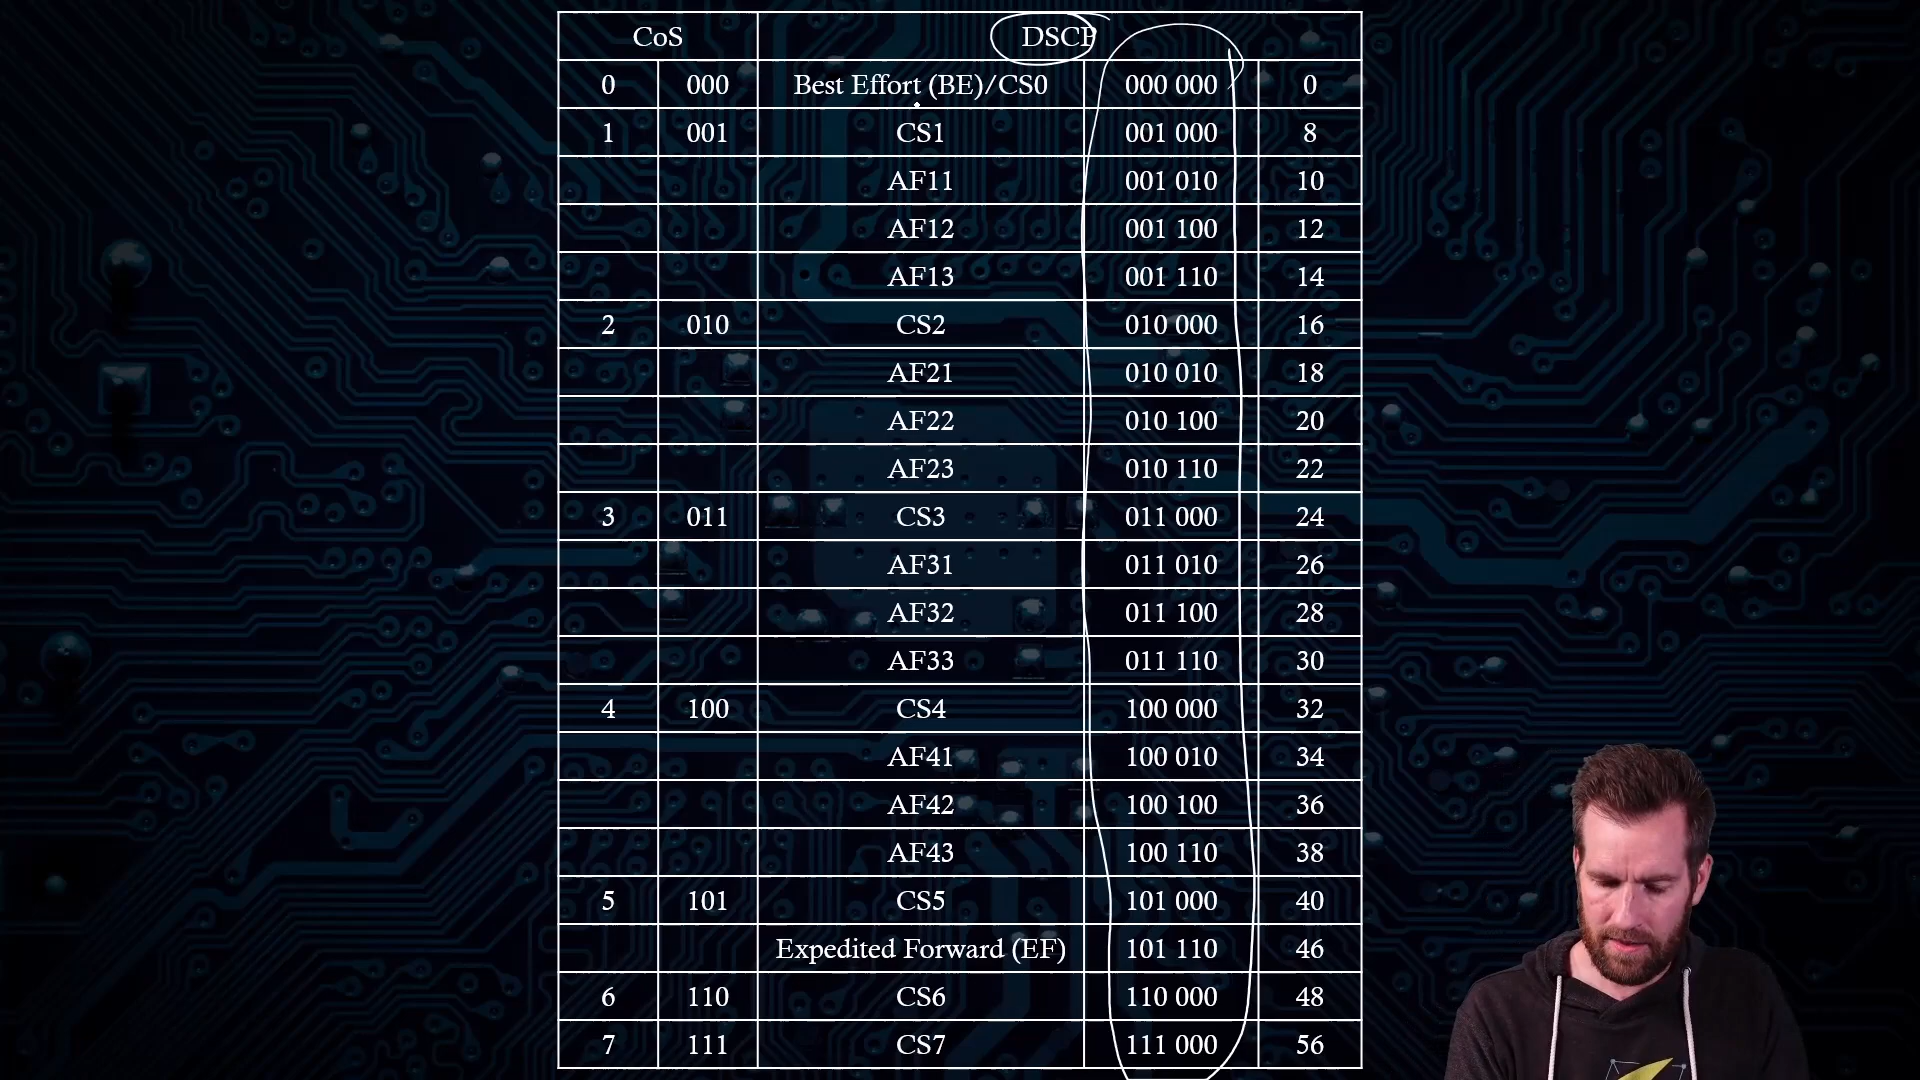 CoS DSCP
0 000 Best Effort (BE)/CS0 000 000 0
1 001 CS1 001 000 8
AF11 001 010 10
AF12 001 100 12
AF13 001 110 14
2 010 CS2 010 000 16
AF21 010 010 18
AF22 010 100 20
AF23 010 110 22
3 011 CS3 011 000 24
AF31 011 010 26
AF32 011 100 28
AF33 011 110 30
4 100 CS4 100 000 32
AF41 100 010 34
AF42 100 100 36
AF43 100 110 38
5 101 CS5 101 000 40
Expedited Forward (EF) 101 110 46
6 110 CS6 110 000 48
7 111 CS7 111 000 56